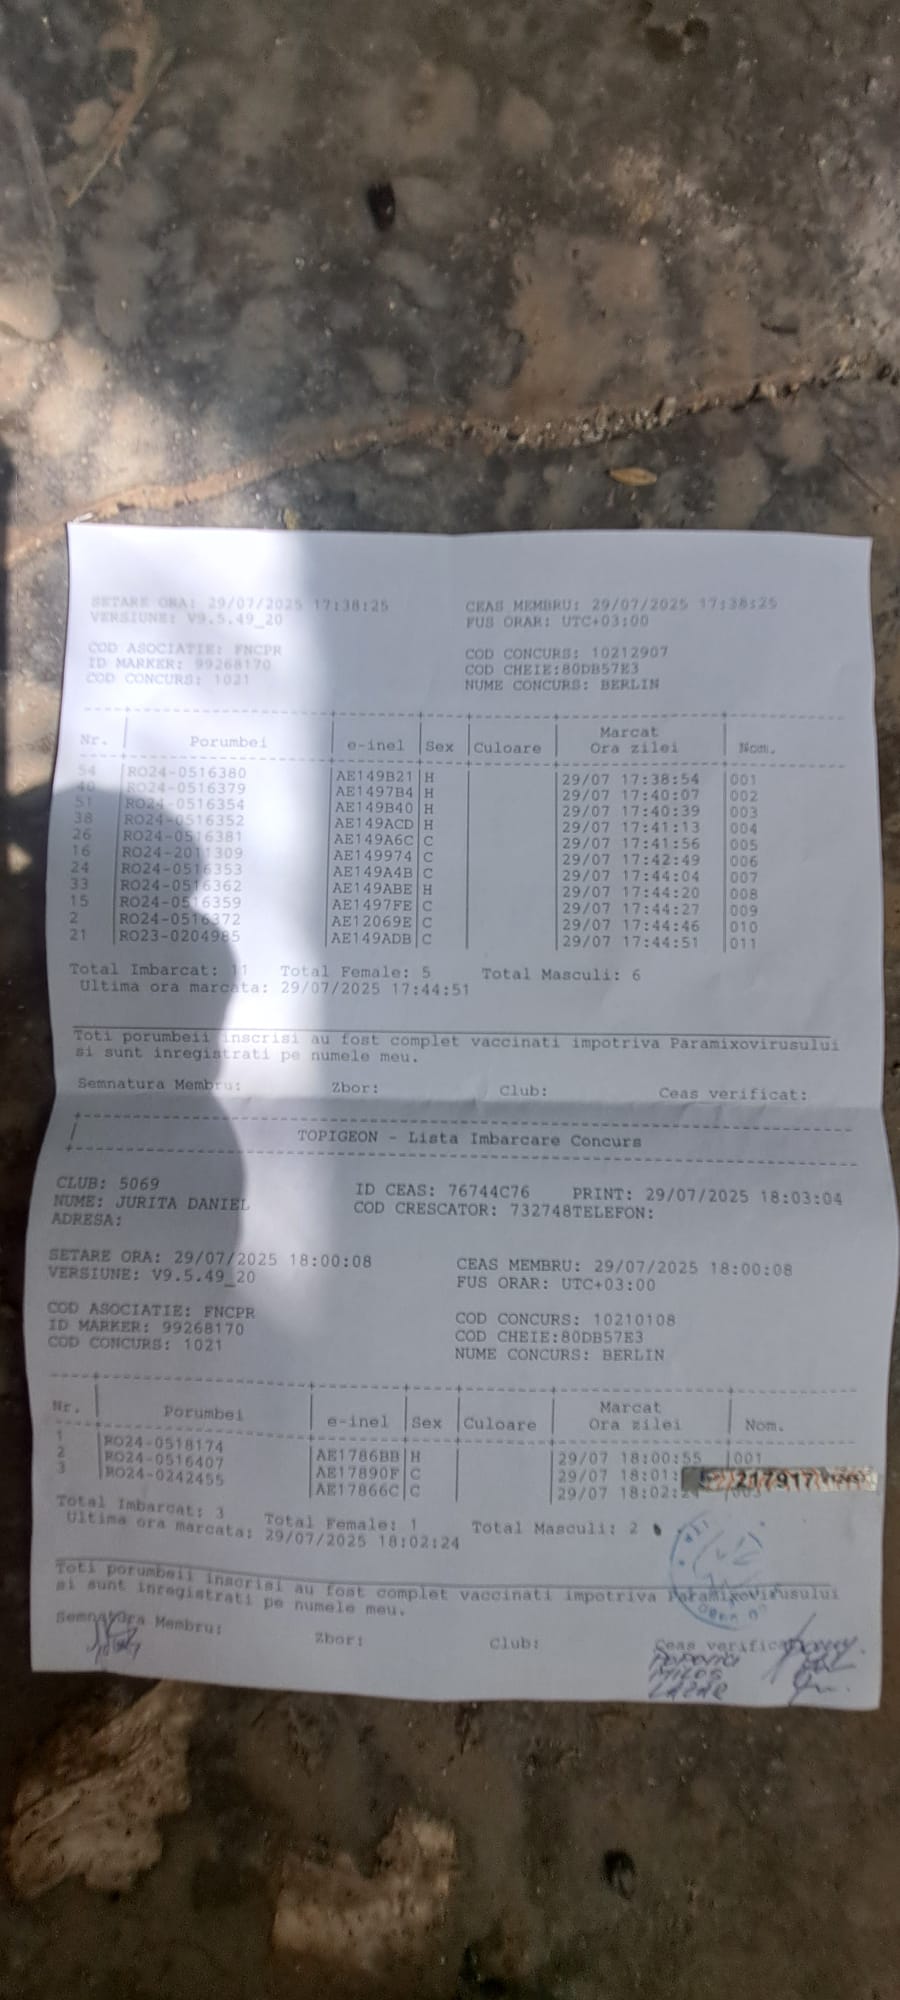 SETARE ORA: 29/07/2025 17:38:25 CEAS MEMBRU: 29/07/2025 17:38:25
VERSIUNE: V9.5.49_20 FUS ORAR: UTC+03:00
COD ASOCIATIE: FNCPR COD CONCURS: 10212907
ID MARKER: 99268170 COD CHEIE:80DB57E3
COD CONCURS: 1021 NUME CONCURS: BERLIN
Nr. Porumbei e-inel Sex Culoare Marcat Ora zilei Nom.
54 RO24-0516380 AE149B21 H 29/07 17:38:54 001
40 RO24-0516379 AE1497B4 H 29/07 17:40:07 002
51 RO24-0516354 AE149B40 H 29/07 17:40:39 003
38 RO24-0516352 AE149ACD H 29/07 17:41:13 004
26 RO24-0516381 AE149A6C C 29/07 17:41:56 005
16 RO24-2011309 AE149974 C 29/07 17:42:49 006
24 RO24-0516353 AE149A4B C 29/07 17:44:04 007
33 RO24-0516362 AE149ABE H 29/07 17:44:20 008
15 RO24-0516359 AE1497FE C 29/07 17:44:27 009
2 RO24-0516372 AE12069E C 29/07 17:44:46 010
21 RO23-0204985 AE149ADB C 29/07 17:44:51 011
Total Imbarcat: 11 Total Female: 5 Total Masculi: 6
Ultima ora marcata: 29/07/2025 17:44:51
Toti porumbeii inscrisi au fost complet vaccinati impotriva Paramixovirusului
si sunt inregistrati pe numele meu.
Semnatura Membru: Zbor: Club: Ceas verificat:
TOPIGEON - Lista Imbarcare Concurs
CLUB: 5069 ID CEAS: 76744C76 PRINT: 29/07/2025 18:03:04
NUME: JURITA DANIEL COD CRESCATOR: 732748TELEFON:
ADRESA:
SETARE ORA: 29/07/2025 18:00:08 CEAS MEMBRU: 29/07/2025 18:00:08
VERSIUNE: V9.5.49_20 FUS ORAR: UTC+03:00
COD ASOCIATIE: FNCPR COD CONCURS: 10210108
ID MARKER: 99268170 COD CHEIE:80DB57E3
COD CONCURS: 1021 NUME CONCURS: BERLIN
Nr. Porumbei e-inel Sex Culoare Marcat Ora zilei Nom.
1 RO24-0518174 AE1786BB H 29/07 18:00:55 001
2 RO24-0516407 AE17890F C 29/07 18:01: 217917
3 RO24-0242455 AE17866C C 29/07 18:02:24 003
Total Imbarcat: 3 Total Female: 1 Total Masculi: 2
Ultima ora marcata: 29/07/2025 18:02:24
Toti porumbeii inscrisi au fost complet vaccinati impotriva Paramixovirusului
si sunt inregistrati pe numele meu.
Semnatura Membru: Zbor: Club: Ceas verificat
POPOVICI
MILOS
LAZAR